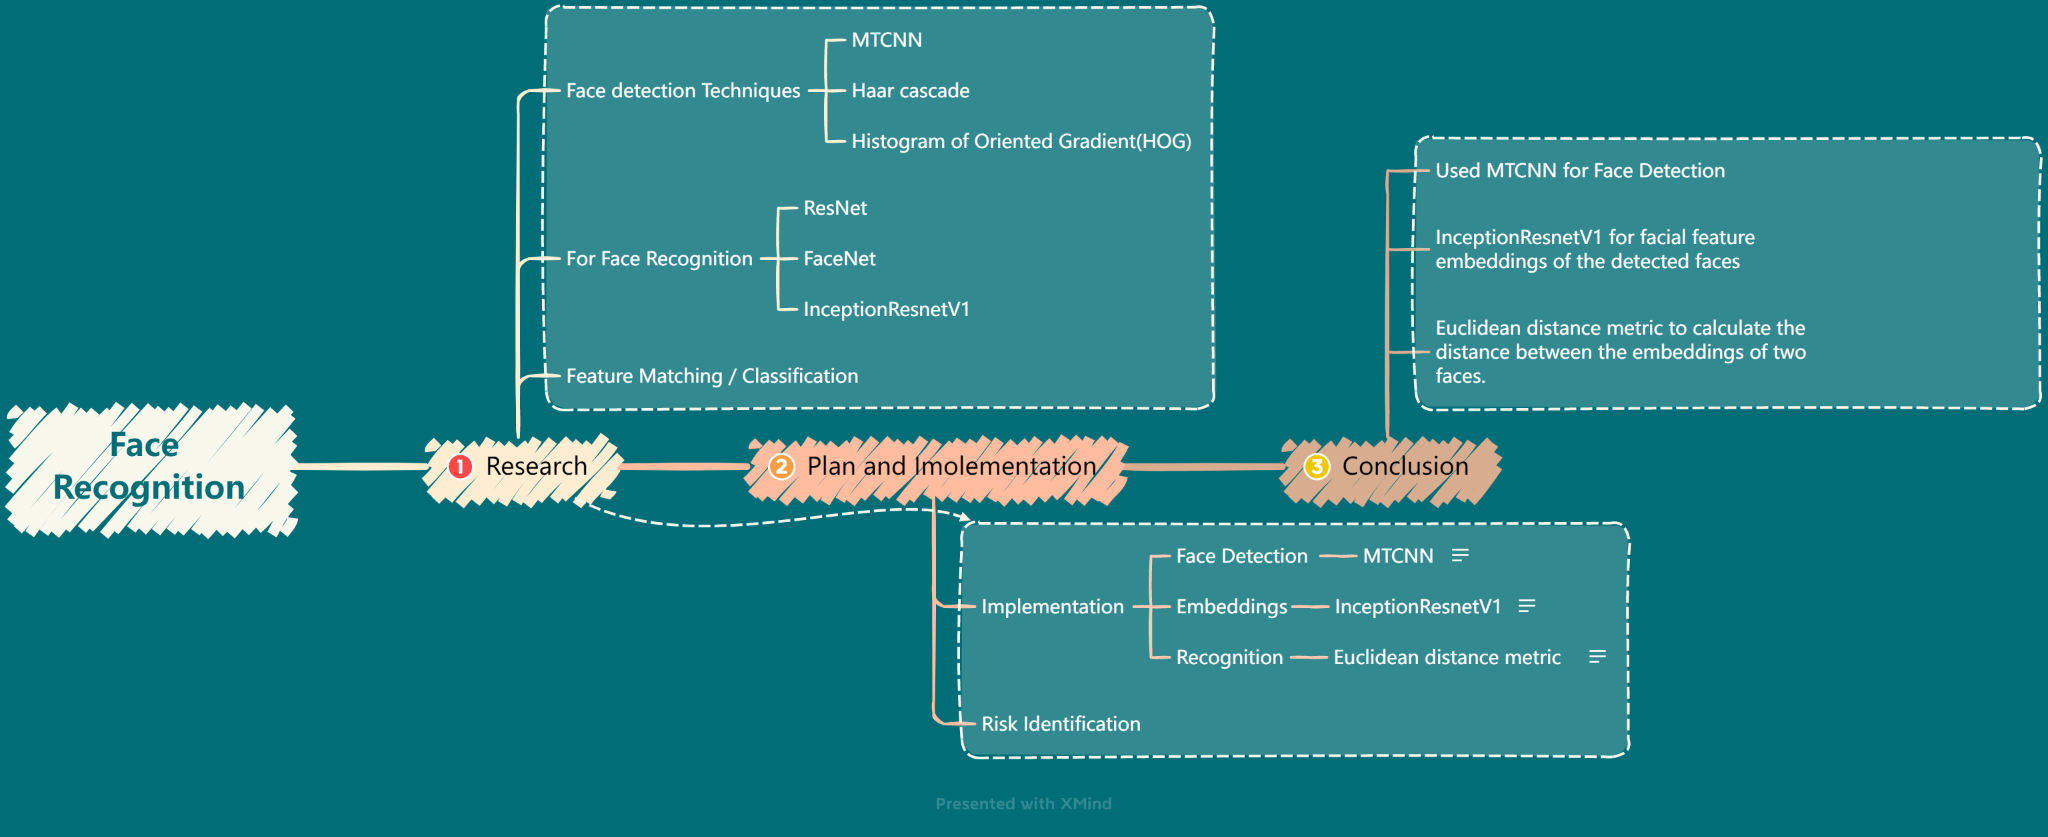 Face
Recognition
1 Research
Face detection Techniques
MTCNN
Haar cascade
Histogram of Oriented Gradient(HOG)
For Face Recognition
ResNet
FaceNet
InceptionResnetV1
Feature Matching / Classification
2 Plan and Imolementation
Implementation
Face Detection
MTCNN
Embeddings
InceptionResnetV1
Recognition
Euclidean distance metric
Risk Identification
3 Conclusion
Used MTCNN for Face Detection
InceptionResnetV1 for facial feature
embeddings of the detected faces
Euclidean distance metric to calculate the
distance between the embeddings of two
faces.
Presented with XMind